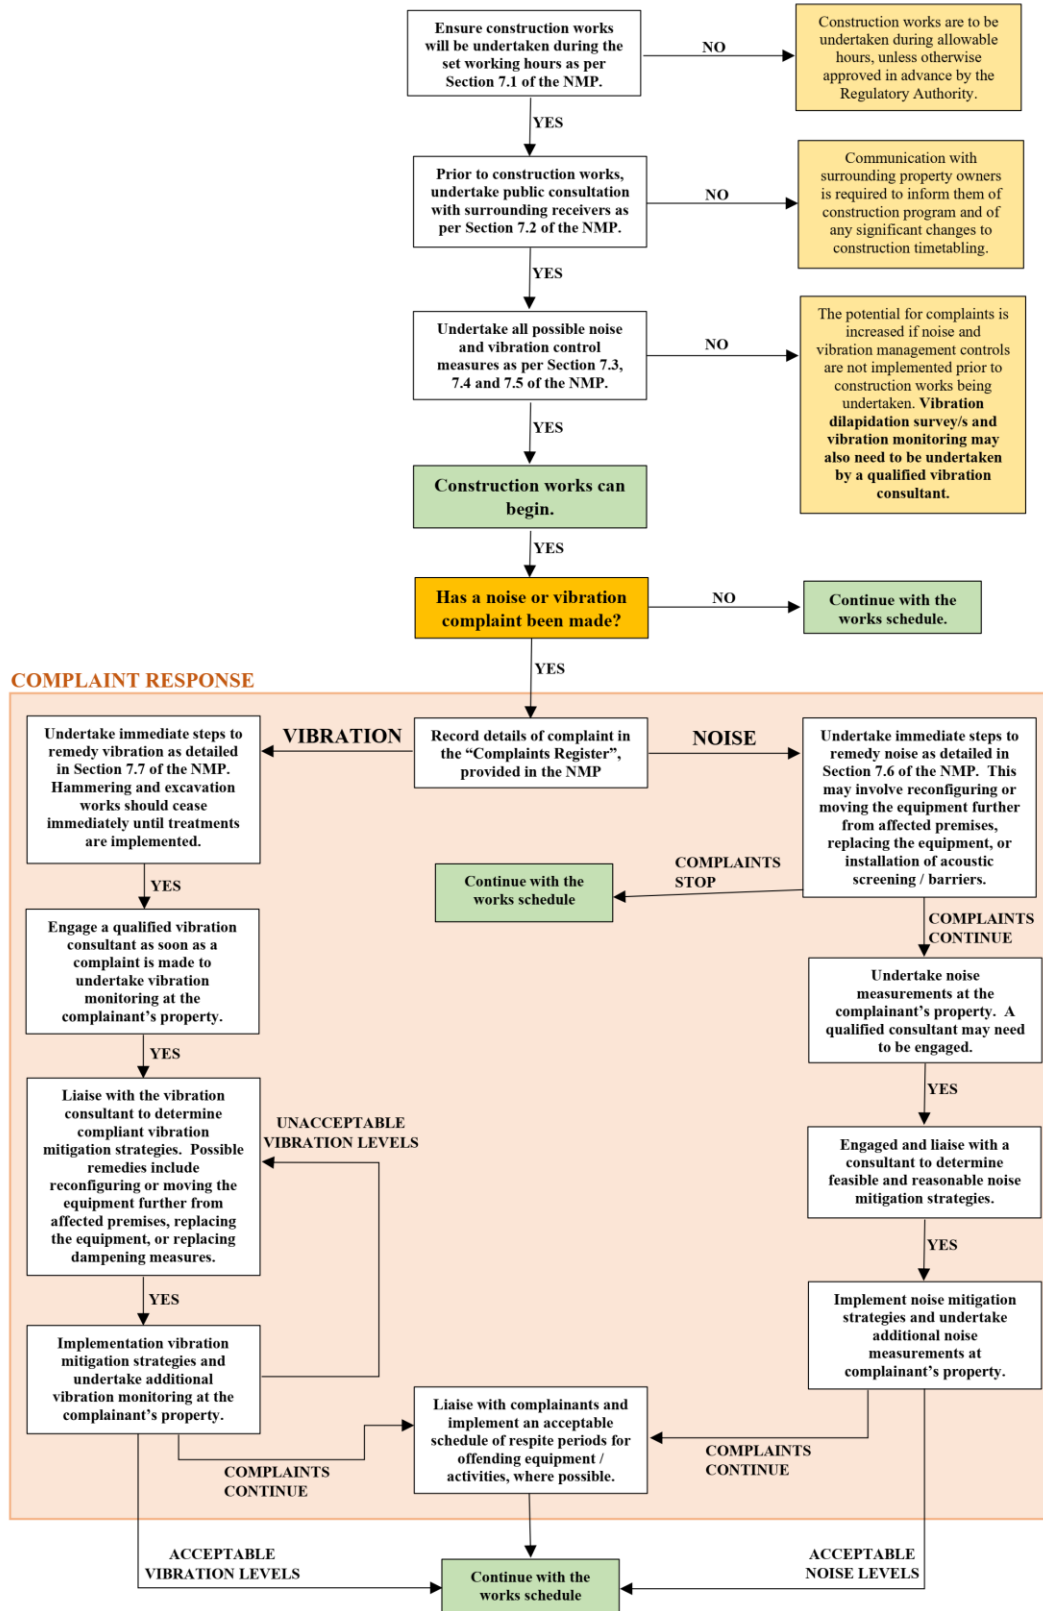 Ensure construction works
will be undertaken during the
set working hours as per
Section 7.1 of the NMP.
NO
Construction works are to be
undertaken during allowable
hours, unless otherwise
approved in advance by the
Regulatory Authority.
YES
Prior to construction works,
undertake public consultation
with surrounding receivers as
per Section 7.2 of the NMP.
NO
Communication with
surrounding property owners
is required to inform them of
construction program and of
any significant changes to
construction timetabling.
YES
Undertake all possible noise
and vibration control
measures as per Section 7.3,
7.4 and 7.5 of the NMP.
NO
The potential for complaints is
increased if noise and
vibration management controls
are not implemented prior to
construction works being
undertaken. Vibration
dilapidation survey/s and
vibration monitoring may
also need to be undertaken
by a qualified vibration
consultant.
YES
Construction works can
begin.
YES
Has a noise or vibration
complaint been made?
NO
Continue with the
works schedule.
YES
COMPLAINT RESPONSE
Undertake immediate steps to
remedy vibration as detailed
in Section 7.7 of the NMP.
Hammering and excavation
works should cease
immediately until treatments
are implemented.
VIBRATION
Record details of complaint in
the “Complaints Register”,
provided in the NMP
NOISE
Undertake immediate steps to
remedy noise as detailed in
Section 7.6 of the NMP. This
may involve reconfiguring or
moving the equipment further
from affected premises,
replacing the equipment, or
installation of acoustic
screening / barriers.
COMPLAINTS
STOP
Continue with the
works schedule
YES
COMPLAINTS
CONTINUE
Engage a qualified vibration
consultant as soon as a
complaint is made to
undertake vibration
monitoring at the
complainant’s property.
Undertake noise
measurements at the
complainant’s property. A
qualified consultant may need
to be engaged.
YES
YES
Liaise with the vibration
consultant to determine
compliant vibration
mitigation strategies. Possible
remedies include
reconfiguring or moving the
equipment further from
affected premises, replacing
the equipment, or replacing
dampening measures.
UNACCEPTABLE
VIBRATION LEVELS
Engaged and liaise with a
consultant to determine
feasible and reasonable noise
mitigation strategies.
YES
YES
Implementation vibration
mitigation strategies and
undertake additional
vibration monitoring at the
complainant’s property.
Implement noise mitigation
strategies and undertake
additional noise
measurements at
complainant’s property.
Liaise with complainants and
implement an acceptable
schedule of respite periods for
offending equipment /
activities, where possible.
COMPLAINTS
CONTINUE
COMPLAINTS
CONTINUE
ACCEPTABLE
VIBRATION LEVELS
Continue with the
works schedule
ACCEPTABLE
NOISE LEVELS